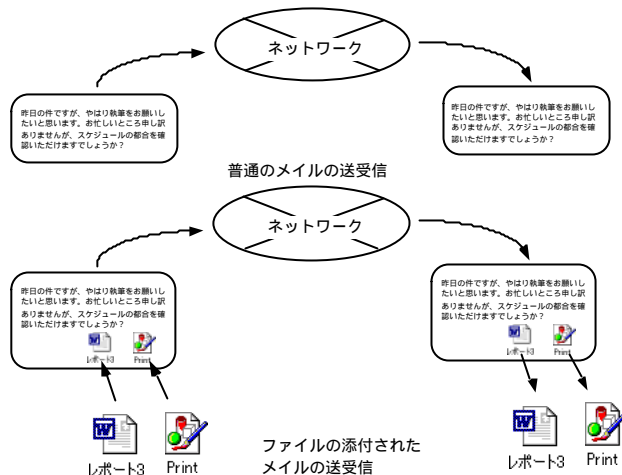 ネットワーク
昨日の件ですが、やはり執筆をお願いし
たいと思います。お忙しいところ申し訳
ありませんが、スケジュールの都合を確
認いただけますでしょうか？
昨日の件ですが、やはり執筆をお願いし
たいと思います。お忙しいところ申し訳
ありませんが、スケジュールの都合を確
認いただけますでしょうか？
普通のメイルの送受信
ネットワーク
昨日の件ですが、やはり執筆をお願いし
たいと思います。お忙しいところ申し訳
ありませんが、スケジュールの都合を確
認いただけますでしょうか？
レポート3 Print
昨日の件ですが、やはり執筆をお願いし
たいと思います。お忙しいところ申し訳
ありませんが、スケジュールの都合を確
認いただけますでしょうか？
レポート3 Print
レポート3 Print
ファイルの添付された
メイルの送受信
レポート3 Print